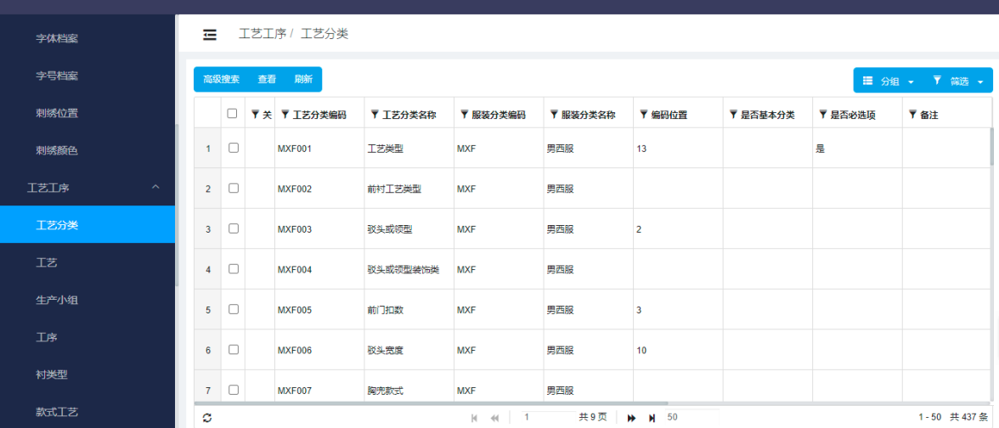 字体档案
字号档案
刺绣位置
刺绣颜色
工艺工序
工艺分类
工艺
生产小组
工序
衬类型
款式工艺
工艺工序 / 工艺分类
高级搜索 查看 刷新
分组 筛选
关 工艺分类编码 工艺分类名称 服装分类编码 服装分类名称 编码位置 是否基本分类 是否必选项 备注
1 MXF001 工艺类型 MXF 男西服 13 是
2 MXF002 前衬工艺类型 MXF 男西服
3 MXF003 驳头或领型 MXF 男西服 2
4 MXF004 驳头或领型装饰类 MXF 男西服
5 MXF005 前门扣数 MXF 男西服 3
6 MXF006 驳头宽度 MXF 男西服 10
7 MXF007 胸兜款式 MXF 男西服
1 共 9 页 50 1 - 50 共 437 条